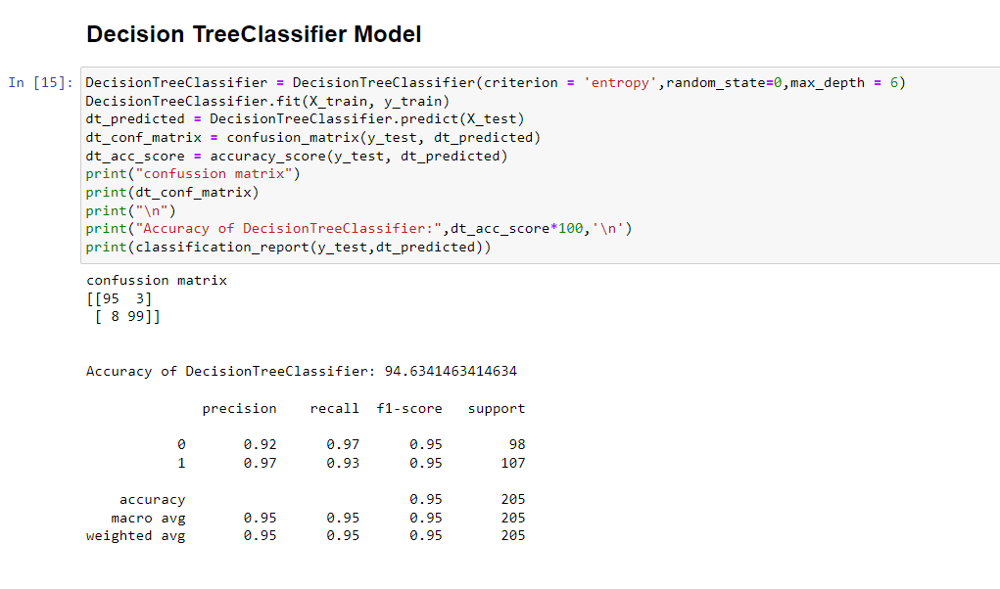 Decision TreeClassifier Model
In [15]: DecisionTreeClassifier = DecisionTreeClassifier(criterion = 'entropy',random_state=0,max_depth = 6)
DecisionTreeClassifier.fit(X_train, y_train)
dt_predicted = DecisionTreeClassifier.predict(X_test)
dt_conf_matrix = confusion_matrix(y_test, dt_predicted)
dt_acc_score = accuracy_score(y_test, dt_predicted)
print("confussion matrix")
print(dt_conf_matrix)
print("\n")
print("Accuracy of DecisionTreeClassifier:",dt_acc_score*100,'\n')
print(classification_report(y_test,dt_predicted))
confussion matrix
[[95  3]
 [ 8 99]]
Accuracy of DecisionTreeClassifier: 94.6341463414634
precision    recall  f1-score   support
0       0.92      0.97      0.95        98
1       0.97      0.93      0.95       107
accuracy                           0.95       205
macro avg       0.95      0.95      0.95       205
weighted avg       0.95      0.95      0.95       205